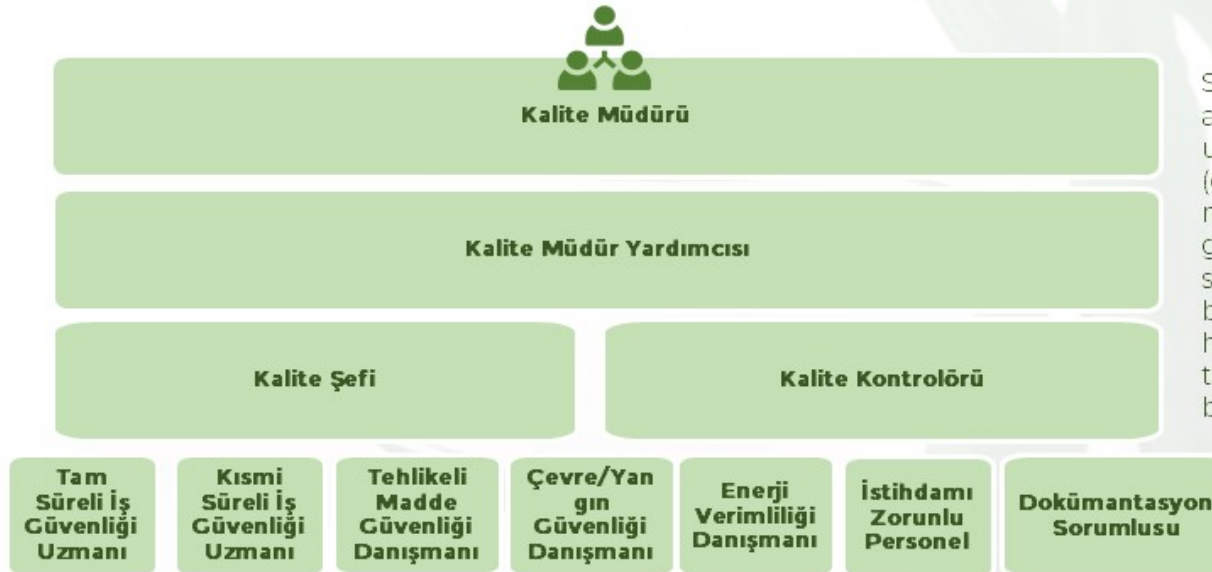 Kalite Müdürü
Kalite Müdür Yardımcısı
Kalite Şefi
Kalite Kontrolörü
Tam
Süreli İş
Güvenliği
Uzmanı
Kısmi
Süreli İş
Güvenliği
Uzmanı
Tehlikeli
Madde
Güvenliği
Danışmanı
Çevre/Yan
gın
Güvenliği
Danışmanı
Enerji
Verimliliği
Danışmanı
İstihdamı
Zorunlu
Personel
Dokümantasyon
Sorumlusu